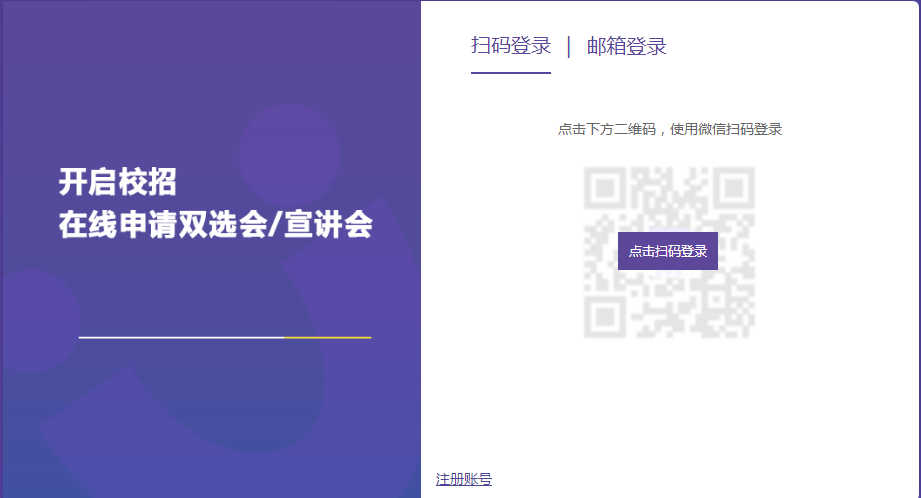 开启校招
在线申请双选会/宣讲会
扫码登录 | 邮箱登录
点击下方二维码，使用微信扫码登录
点击扫码登录
注册账号